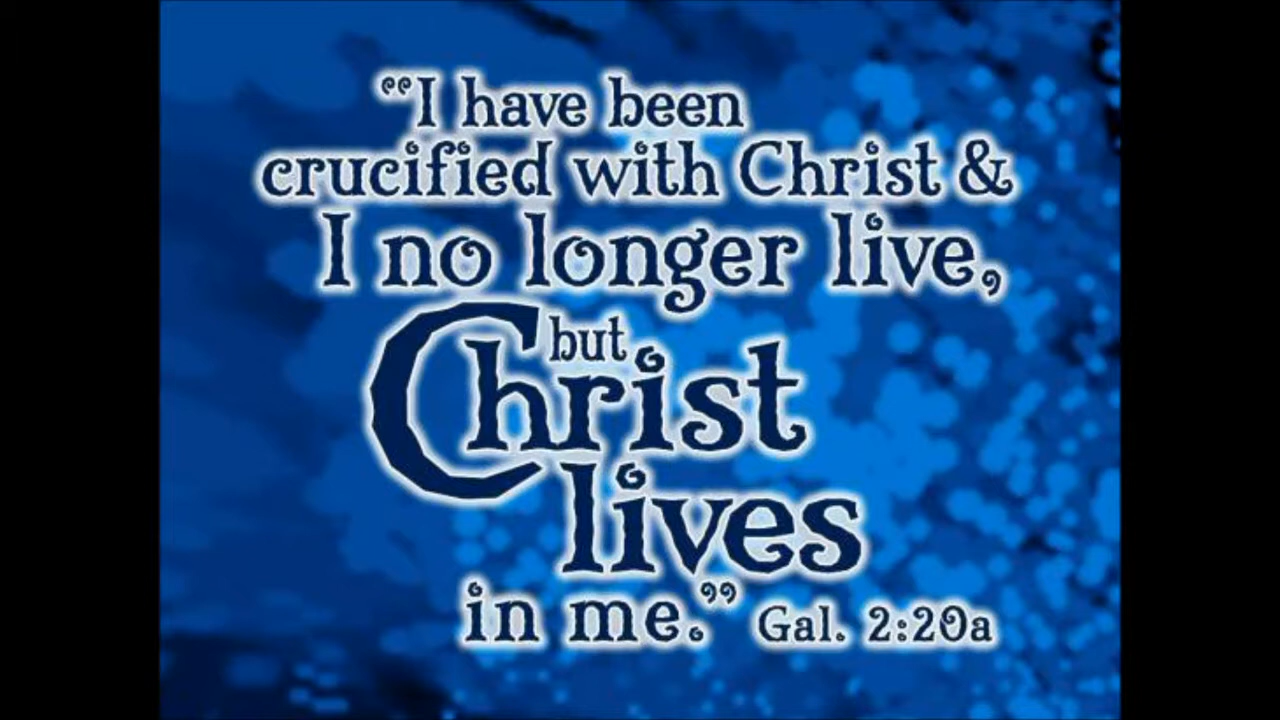 “I have been
crucified with Christ &
I no longer live,
but
Christ
lives
in me.” Gal. 2:20a